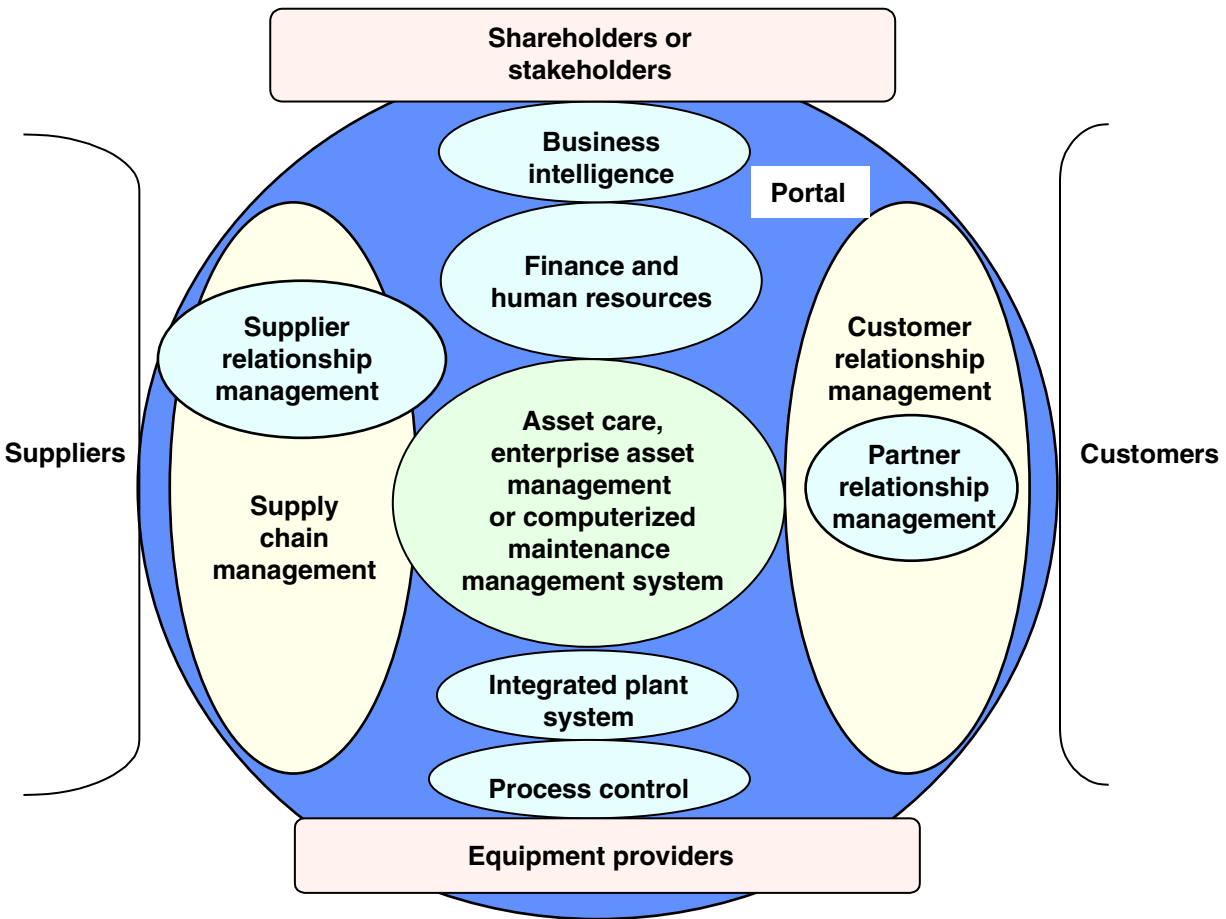 Shareholders or
stakeholders
Business
intelligence
Portal
Finance and
human resources
Supplier
relationship
management
Customer
relationship
management
Suppliers
Asset care,
enterprise asset
management
or computerized
maintenance
management system
Partner
relationship
management
Customers
Supply
chain
management
Integrated plant
system
Process control
Equipment providers